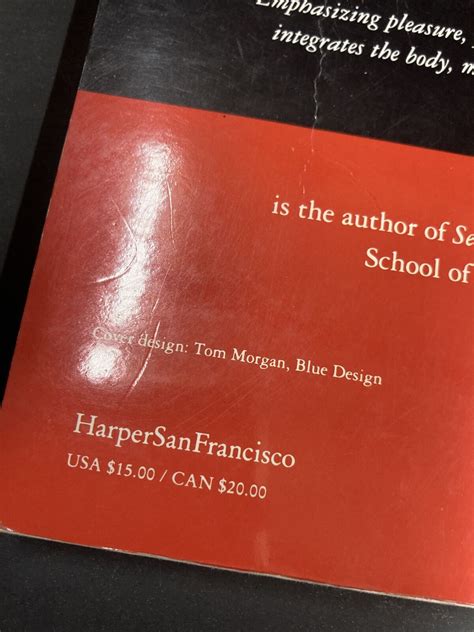 Emphasizing pleasure,
integrates the body,
is the author of
School of
Cover design: Tom Morgan, Blue Design
HarperSanFrancisco
USA $15.00 / CAN $20.00